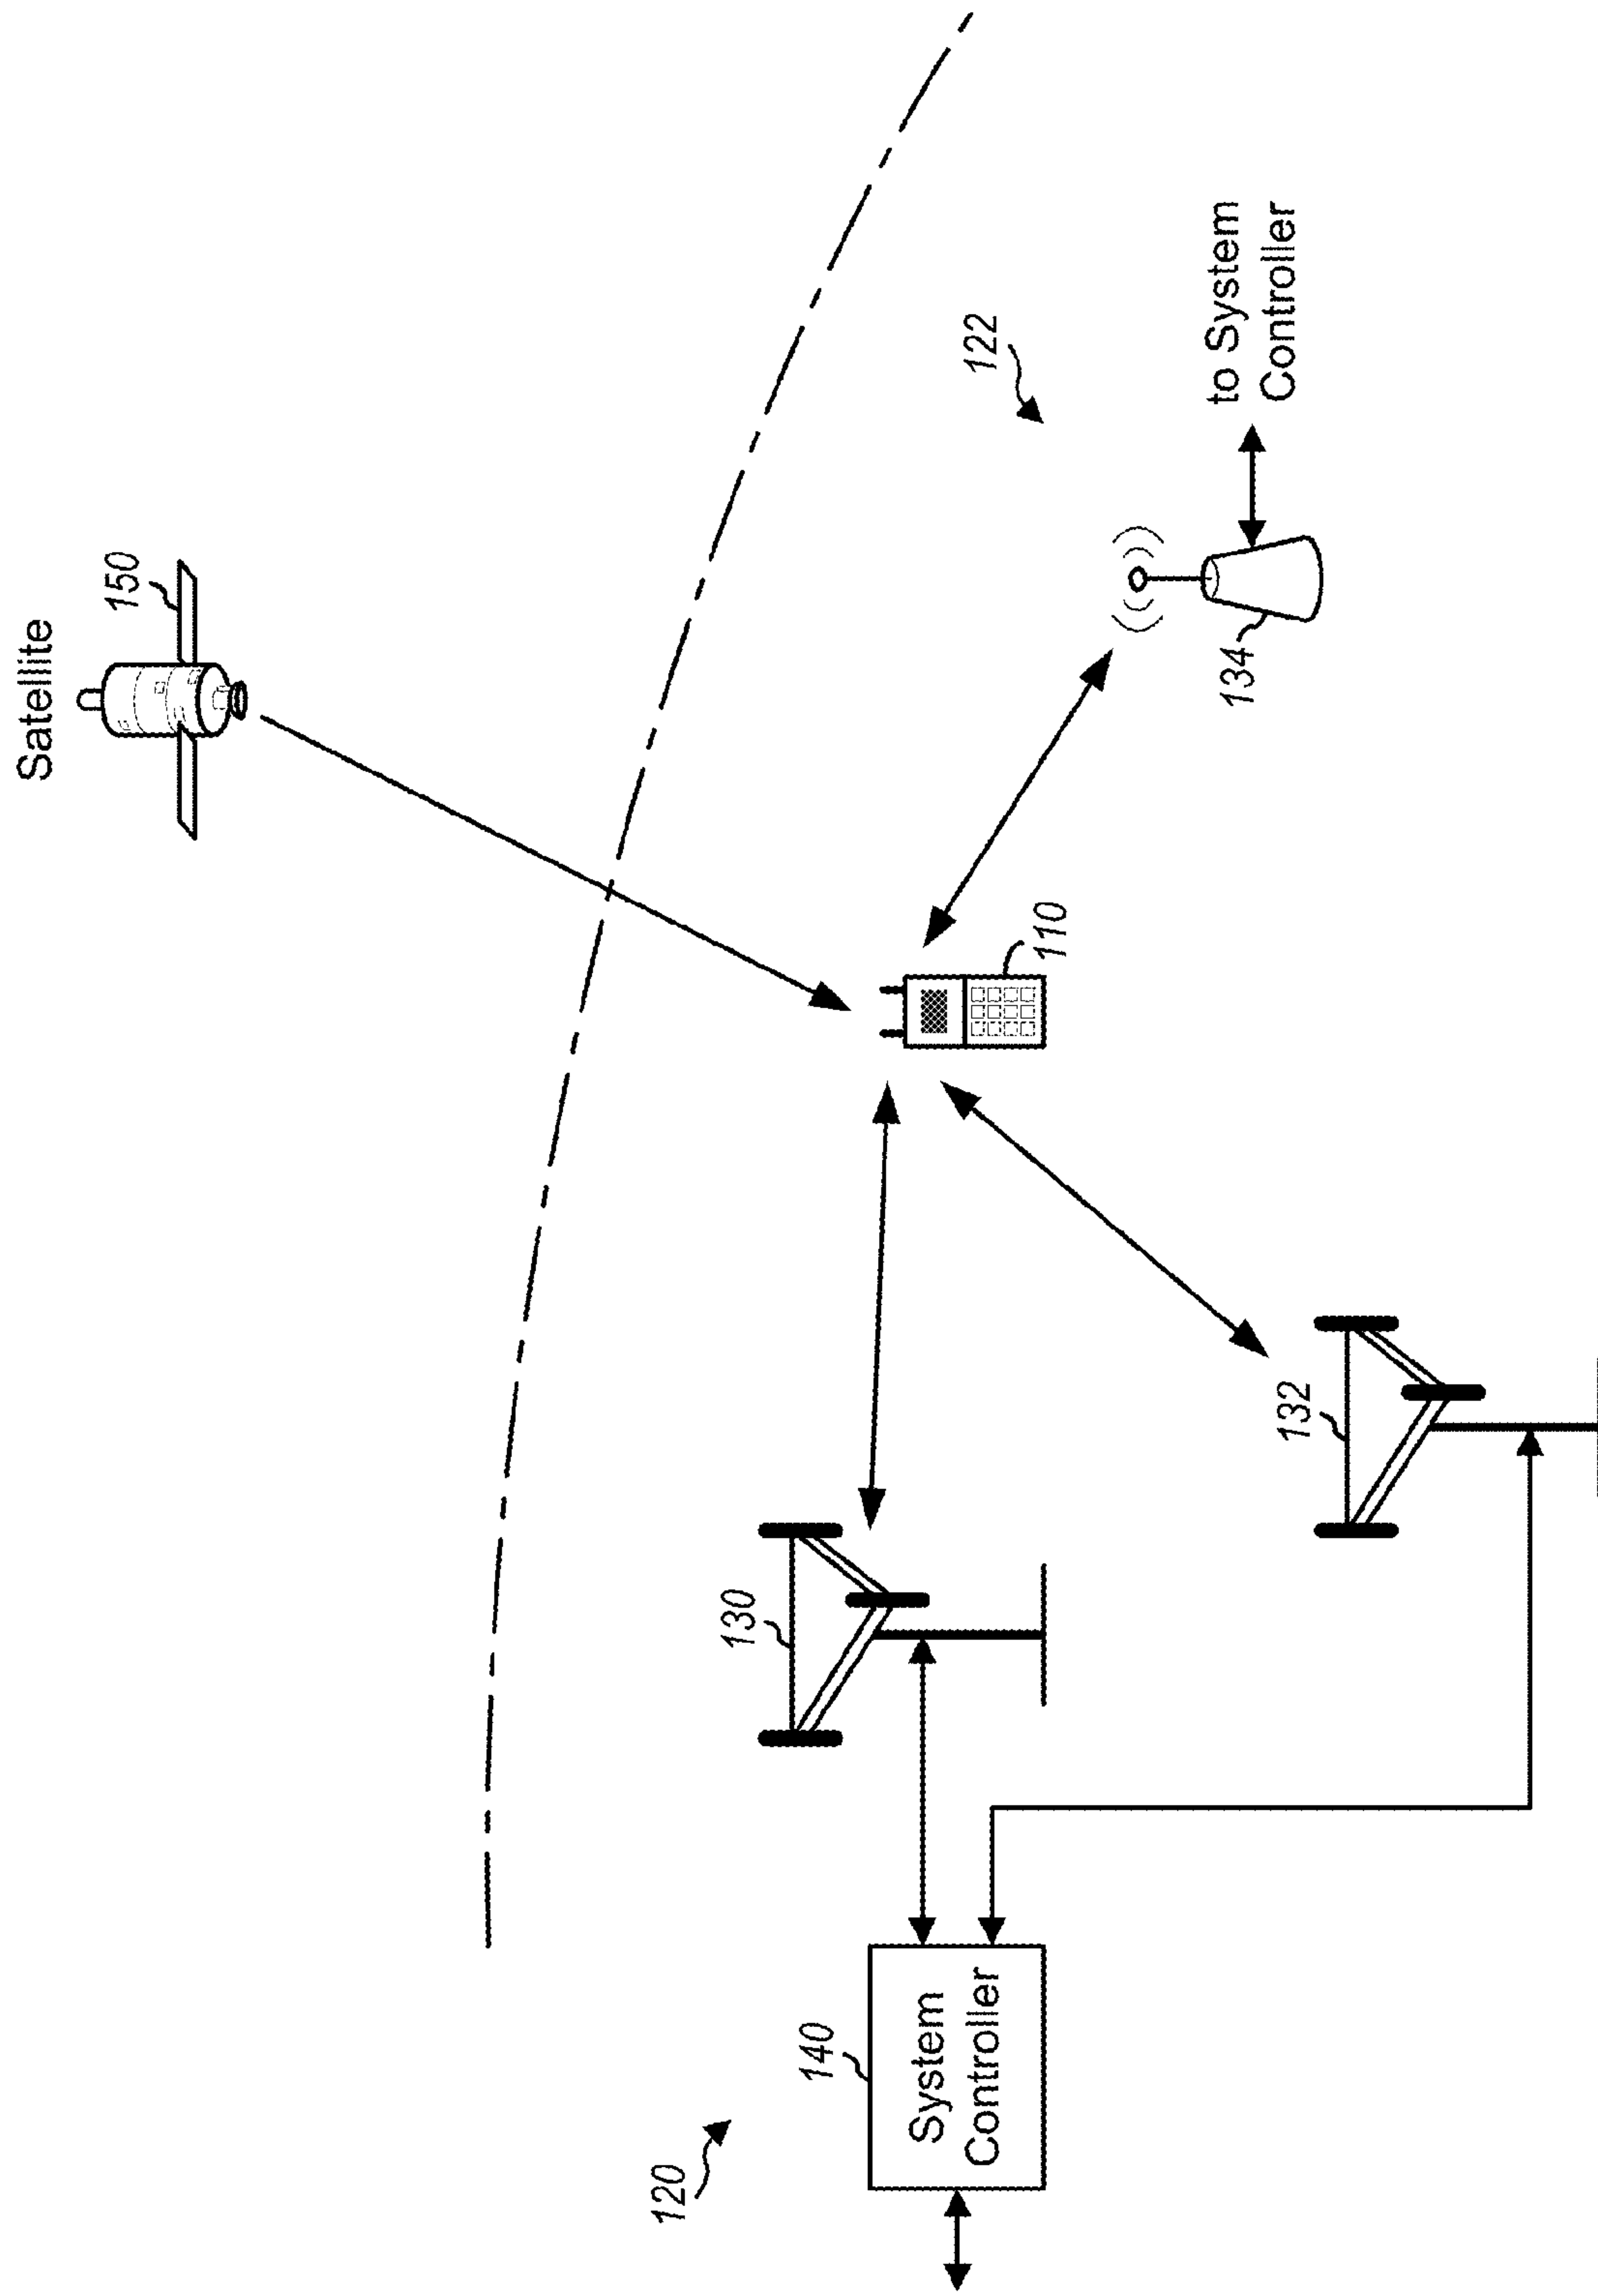 Satellite
150
120
140
System
Controller
130
132
110
122
134
to System
Controller